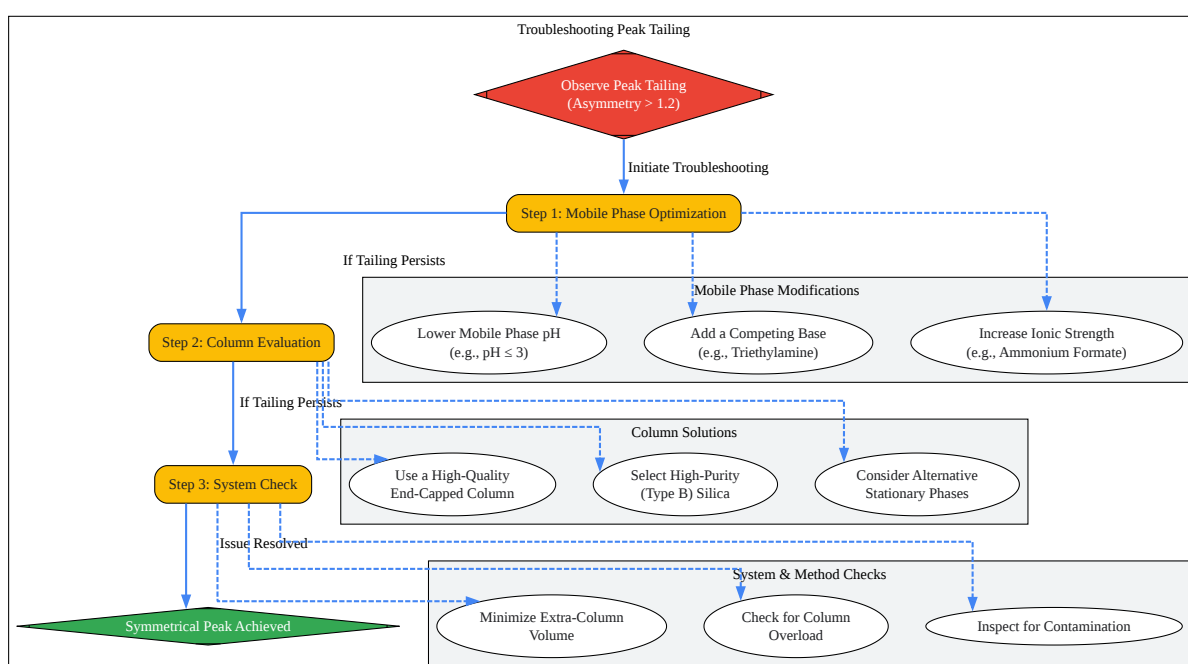 Troubleshooting Peak Tailing
Observe Peak Tailing
(Asymmetry > 1.2)
Initiate Troubleshooting
Step 1: Mobile Phase Optimization
If Tailing Persists
Mobile Phase Modifications
Lower Mobile Phase pH
(e.g., pH ≤ 3)
Add a Competing Base
(e.g., Triethylamine)
Increase Ionic Strength
(e.g., Ammonium Formate)
Step 2: Column Evaluation
If Tailing Persists
Column Solutions
Use a High-Quality
End-Capped Column
Select High-Purity
(Type B) Silica
Consider Alternative
Stationary Phases
Step 3: System Check
Issue Resolved
System & Method Checks
Symmetrical Peak Achieved
Minimize Extra-Column
Volume
Check for Column
Overload
Inspect for Contamination